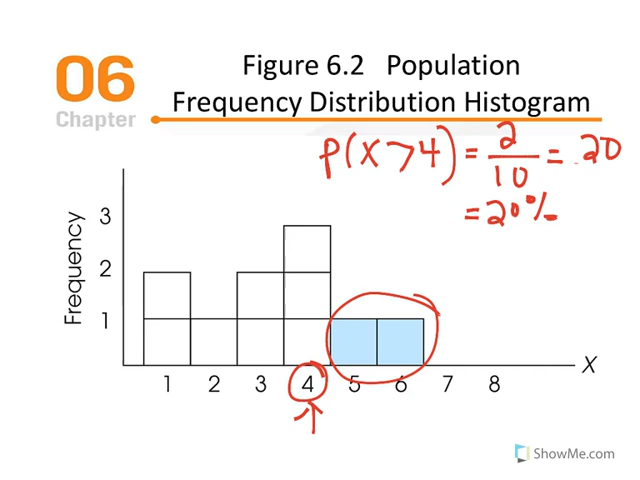 06
Chapter
Figure 6.2 Population
Frequency Distribution Histogram
P(X>4) = 2/10 = .20
= 20%
Frequency
3
2
1
1 2 3 4 5 6 7 8
X
ShowMe.com